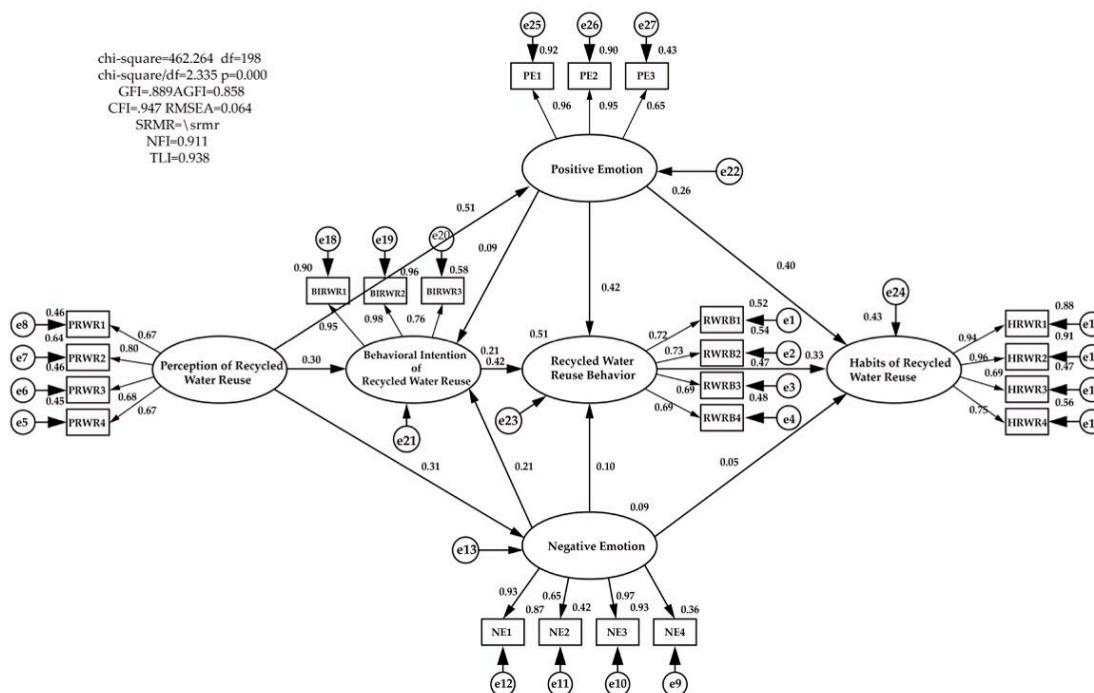 e25
e26
e27
0.92
0.90
0.43
PE1
PE2
PE3
0.96
0.95
0.65
chi-square=462.264 df=198
chi-square/df=2.335 p=0.000
GFI=.889AGFI=0.858
CFI=.947 RMSEA=0.064
SRMR=\srmr
NFI=0.911
TLI=0.938
Positive Emotion
e22
0.26
0.51
0.09
0.42
0.40
e18
e19
e20
0.90
0.96
0.58
BIRWR1
BIRWR2
BIRWR3
0.95
0.98
0.76
e8
0.46
PRWR1
0.67
e7
0.64
PRWR2
0.80
e6
0.46
PRWR3
0.68
e5
0.45
PRWR4
0.67
Perception of Recycled
Water Reuse
0.30
Behavioral Intention
of
Recycled Water Reuse
0.21
0.42
e21
0.51
Recycled Water
Reuse Behavior
e23
0.72
RWRB1
0.52
e1
0.73
RWRB2
0.54
e2
0.69
RWRB3
0.47
e3
0.69
RWRB4
0.48
e4
0.33
e24
0.43
Habits of Recycled
Water Reuse
0.94
HRWR1
0.88
e1
0.96
HRWR2
0.91
e1
0.69
HRWR3
0.47
e1
0.75
HRWR4
0.56
e1
0.31
0.21
0.10
0.05
0.09
e13
Negative Emotion
0.93
0.65
0.97
0.36
0.87
0.42
0.93
NE1
NE2
NE3
NE4
e12
e11
e10
e9